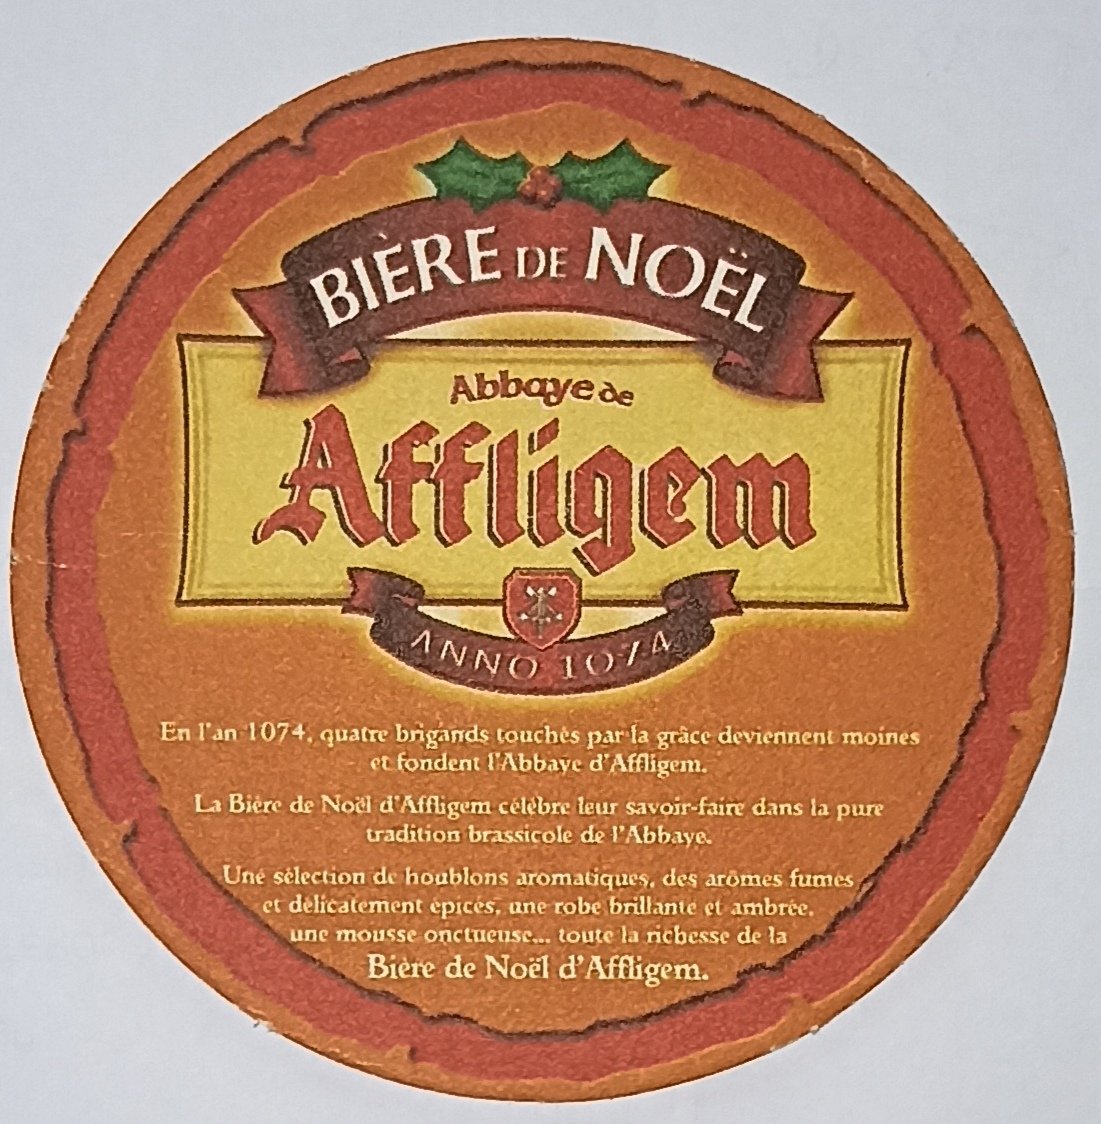 BIÈRE DE NOËL
Abbaye de
Affligem
ANNO 1074
En l'an 1074, quatre brigands touchés par la grâce deviennent moines
et fondent l'Abbaye d'Affligem.
La Bière de Noël d'Affligem célèbre leur savoir-faire dans la pure
tradition brassicole de l'Abbaye.
Une sélection de houblons aromatiques, des arômes fumés
et délicatement épicés, une robe brillante et ambrée,
une mousse onctueuse... toute la richesse de la
Bière de Noël d'Affligem.